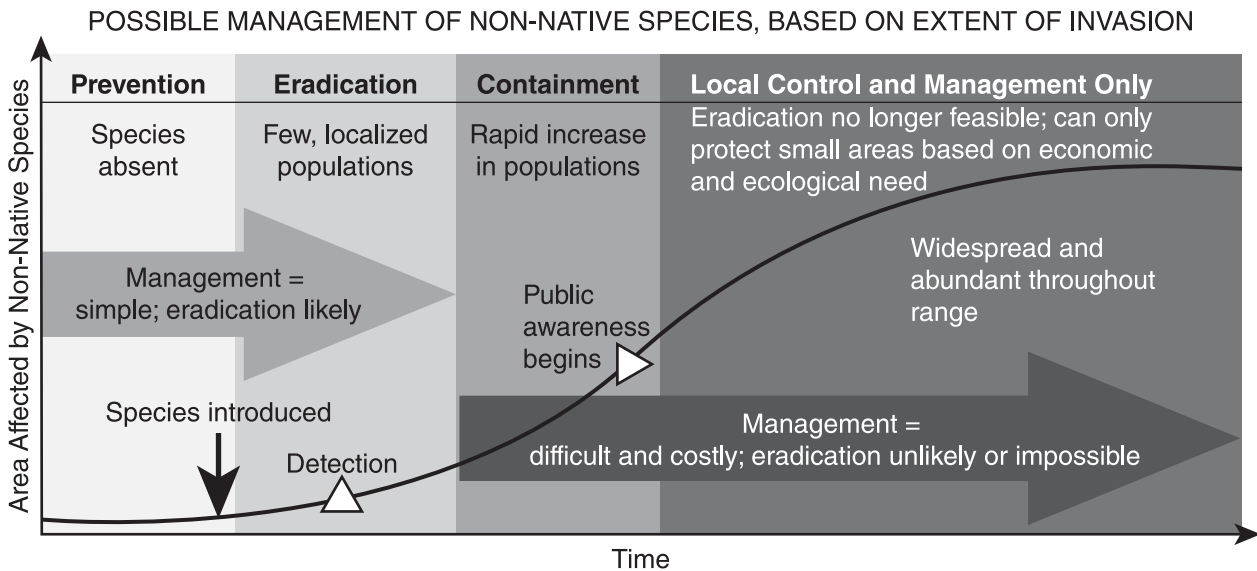 POSSIBLE MANAGEMENT OF NON-NATIVE SPECIES, BASED ON EXTENT OF INVASION
Area Affected by Non-Native Species
Prevention
Species
absent
Eradication
Few, localized
populations
Containment
Rapid increase
in populations
Local Control and Management Only
Eradication no longer feasible; can only
protect small areas based on economic
and ecological need
Management =
simple; eradication likely
Public
awareness
begins
Widespread and
abundant throughout
range
Species introduced
Detection
Management =
difficult and costly; eradication unlikely or impossible
Time